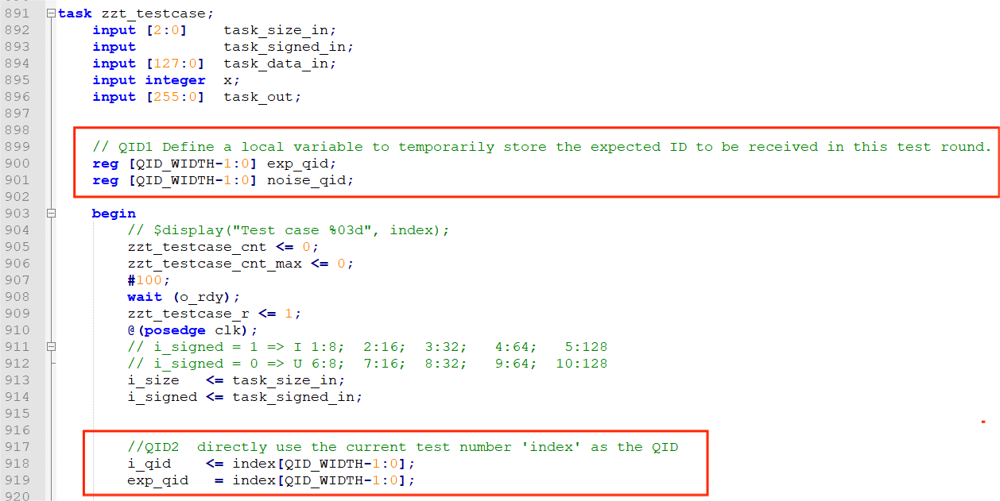 891 task zzt_testcase;
892 input [2:0] task_size_in;
893 input task_signed_in;
894 input [127:0] task_data_in;
895 input integer x;
896 input [255:0] task_out;
897
898
899 // QID1 Define a local variable to temporarily store the expected ID to be received in this test round.
900 reg [QID_WIDTH-1:0] exp_qid;
901 reg [QID_WIDTH-1:0] noise_qid;
902
903 begin
904 // $display("Test case %03d", index);
905 zzt_testcase_cnt <= 0;
906 zzt_testcase_cnt_max <= 0;
907 #100;
908 wait (o_rdy);
909 zzt_testcase_r <= 1;
910 @(posedge clk);
911 // i_signed = 1 => I 1:8; 2:16; 3:32; 4:64; 5:128
912 // i_signed = 0 => U 6:8; 7:16; 8:32; 9:64; 10:128
913 i_size <= task_size_in;
914 i_signed <= task_signed_in;
915
916
917 //QID2 directly use the current test number 'index' as the QID
918 i_qid <= index[QID_WIDTH-1:0];
919 exp_qid = index[QID_WIDTH-1:0];
920